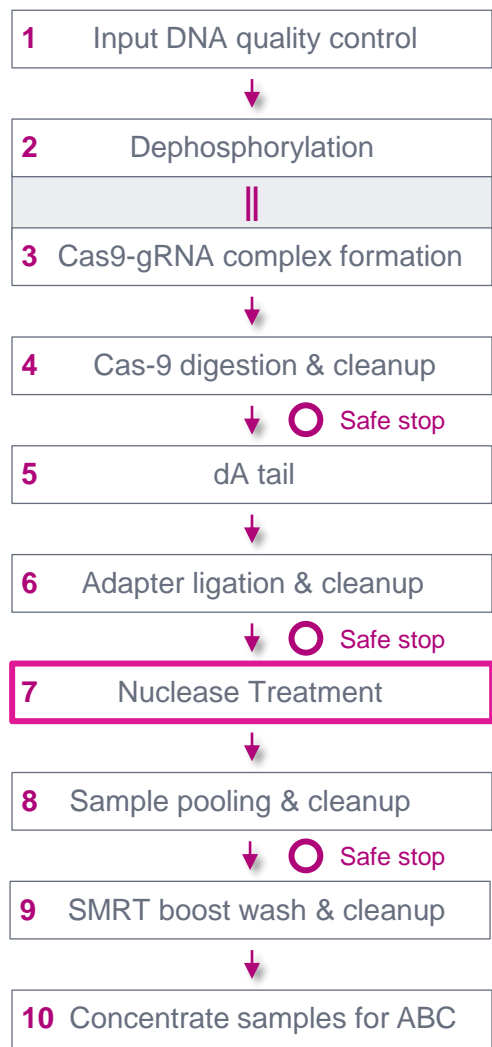 1 Input DNA quality control
2 Dephosphorylation
3 Cas9-gRNA complex formation
4 Cas-9 digestion & cleanup
Safe stop
5 dA tail
6 Adapter ligation & cleanup
Safe stop
7 Nuclease Treatment
8 Sample pooling & cleanup
Safe stop
9 SMRT boost wash & cleanup
10 Concentrate samples for ABC